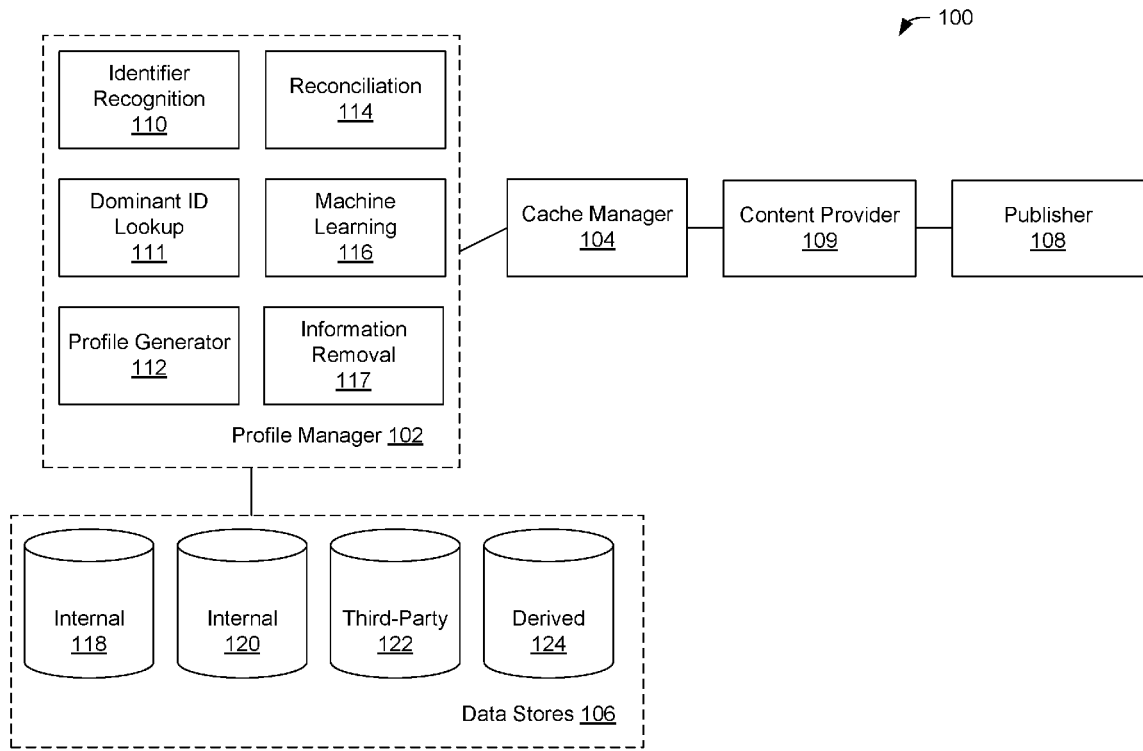 100
Identifier
Recognition
110
Reconciliation
114
Dominant ID
Lookup
111
Machine
Learning
116
Cache Manager
104
Content Provider
109
Publisher
108
Profile Generator
112
Information
Removal
117
Profile Manager 102
Internal
118
Internal
120
Third-Party
122
Derived
124
Data Stores 106